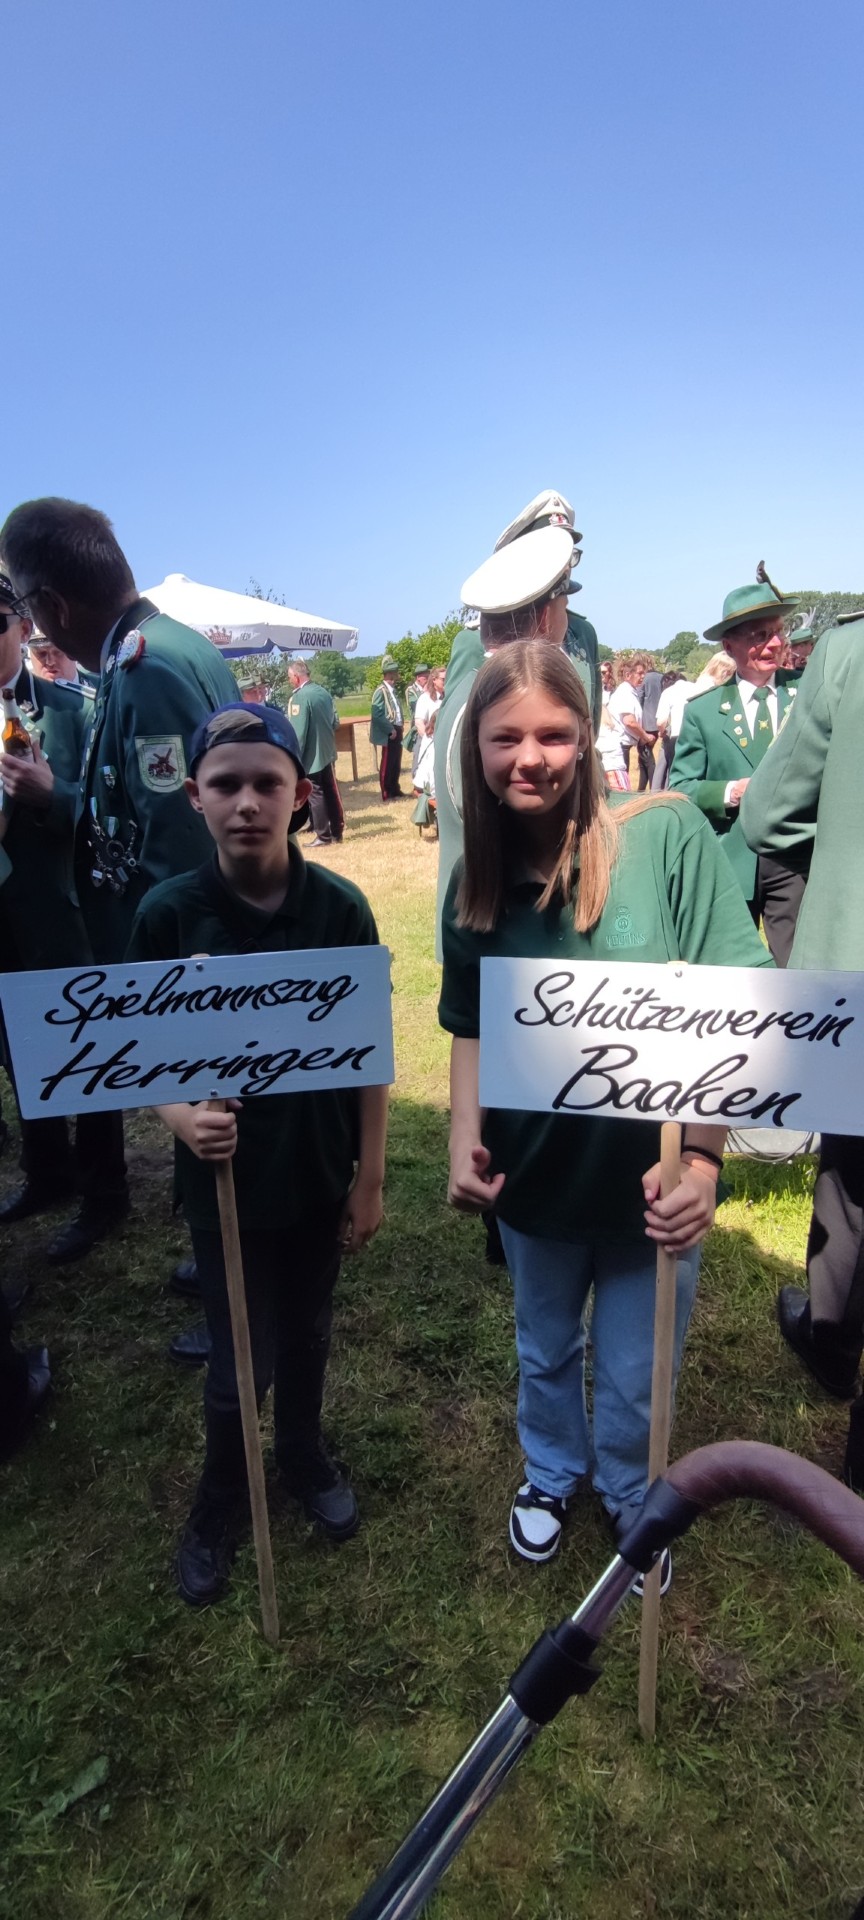 KRONEN
Spielmannszug
Herringen
Schützenverein
Baaken